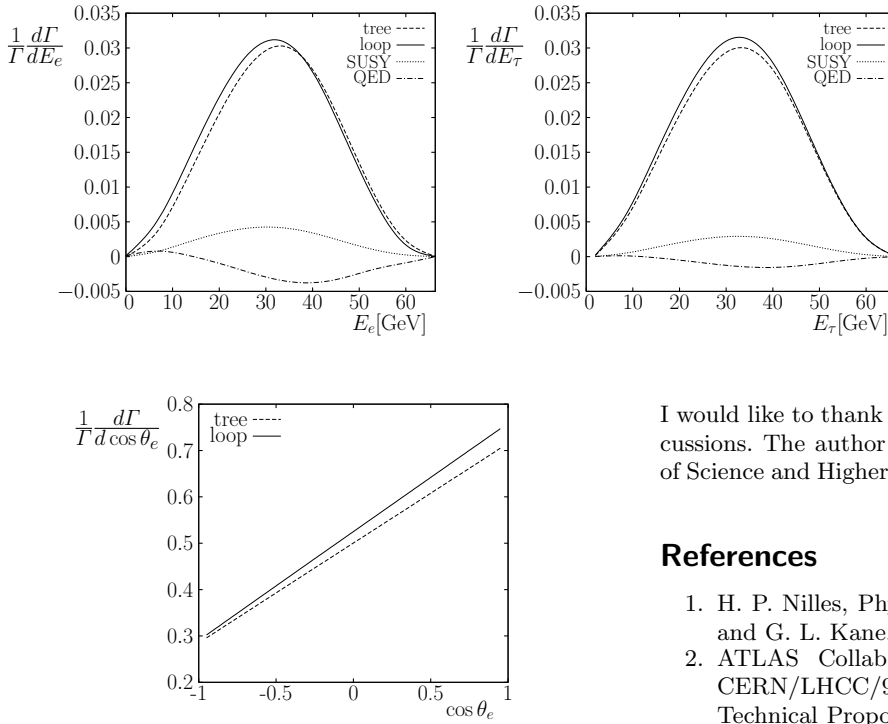 0.035
0.03
0.025
0.02
0.015
0.01
0.005
0
−0.005
1/Γ dΓ/dE_e
tree
loop
SUSY
QED
0 10 20 30 40 50 60
E_e[GeV]
0.035
0.03
0.025
0.02
0.015
0.01
0.005
0
−0.005
1/Γ dΓ/dE_τ
tree
loop
SUSY
QED
0 10 20 30 40 50 60
E_τ[GeV]
0.8
0.7
0.6
0.5
0.4
0.3
0.2
1/Γ dΓ/d cos θ_e
tree
loop
-1 -0.5 0 0.5 1
cos θ_e
I would like to thank
cussions. The author
of Science and Higher
References
1. H. P. Nilles, Ph
and G. L. Kane
2. ATLAS Collab
CERN/LHCC/9
Technical Propo